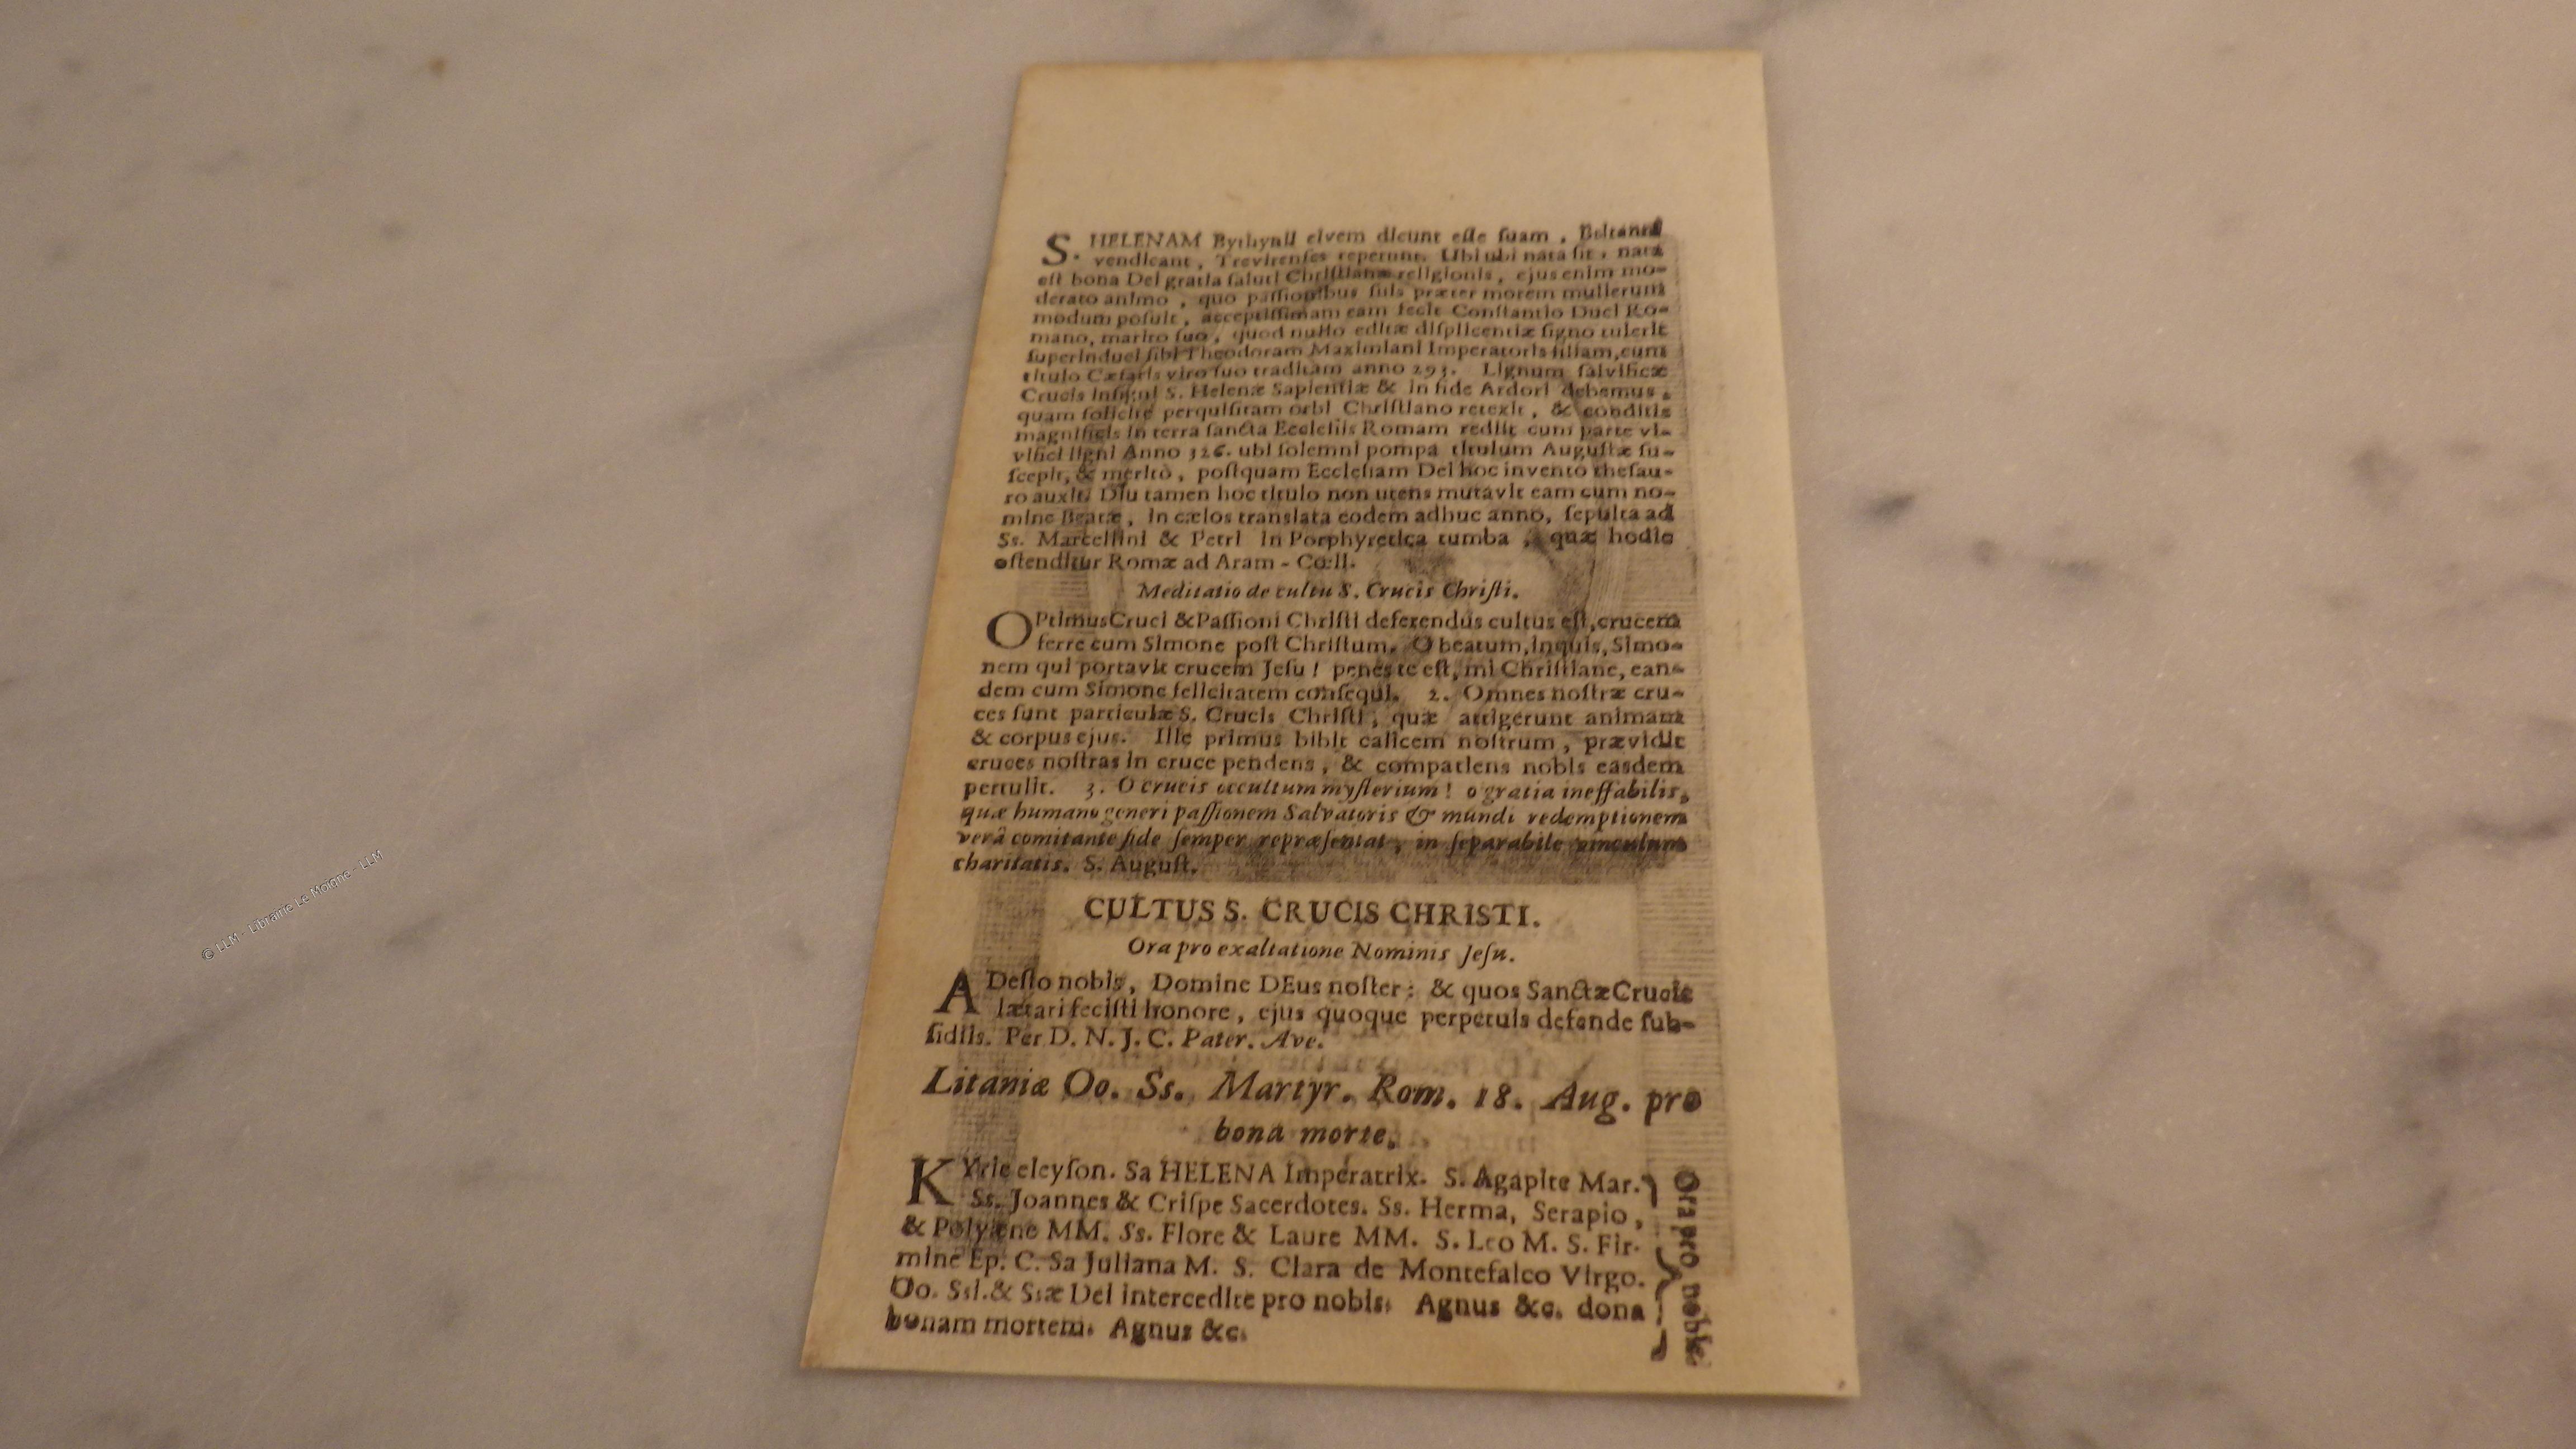 S. HELENAM Bythynii civem dicunt eſſe ſuam, Britanni
vendicant, Trevirenſes reperunt. Ubi ubi nata ſit, nata
eſt bona Dei gratia ſaluti Chriſtianæ religionis, ejus enim mo-
derato animo, quo paſſionibus ſuis præter morem mulierum
modum poſuit, acceptiſſimam eam fecit Conſtantio Duci Ro-
mano, marito ſuo, quod nullo editæ diſplicentiæ ſigno tulerit
ſuperinduci ſibi Theodoram Maximiani Imperatoris filiam, cum
titulo Cæſaris viro ſuo traditam anno 293. Lignum ſalvificæ
Crucis inſigni S. Helenæ Sapientiæ & in fide Ardori debemus,
quam ſolicite perquiſitam orbi Chriſtiano retexit, & conditis
magnificis in terra ſancta Eccleſiis Romam rediit cum parte vi-
vifici ligni Anno 326. ubi ſolemni pompa titulum Auguſtæ ſu-
ſcepit, & meritò, poſtquam Eccleſiam Dei hoc invento theſau-
ro auxit. Diu tamen hoc titulo non utens mutavit eam cum no-
mine Beatæ, in cælos translata eodem adhuc anno, ſepulta ad
Ss. Marcellini & Petri in Porphyretica tumba, quæ hodie
oſtenditur Romæ ad Aram-Cœli.
Meditatio de cultu S. Crucis Chriſti.
OPtimus Cruci & Paſſioni Chriſti deferendus cultus eſt, crucem
ferre cum Simone poſt Chriſtum. O beatum, inquis, Simo-
nem qui portavit crucem Jeſu! penes te eſt, mi Chriſtiane, ean-
dem cum Simone felicitatem conſequi. 2. Omnes noſtræ cru-
ces ſunt particulæ S. Crucis Chriſti, quæ attigerunt animam
& corpus ejus. Ille primus bibit calicem noſtrum, prævidit
cruces noſtras in cruce pendens, & compatiens nobis easdem
pertulit. 3. O crucis occultum myſterium! o gratia ineffabilis,
quæ humano generi paſſionem Salvatoris & mundi redemptionem
verâ comitante fide ſemper repræſentat, in ſeparabile vinculum
charitatis. S. Auguſt.
CULTUS S. CRUCIS CHRISTI.
Ora pro exaltatione Nominis Jeſu.
ADeſto nobis, Domine DEus noſter: & quos Sanctæ Crucis
lætari feciſti honore, ejus quoque perpetuis defende ſub-
ſidiis. Per D. N. J. C. Pater. Ave.
Litaniæ Oo. Ss. Martyr. Rom. 18. Aug. pro
bona morte.
KYrie eleyſon. Sa HELENA Imperatrix. S. Agapite Mar.
Ss. Joannes & Criſpe Sacerdotes. Ss. Herma, Serapio,
& Polyæne MM. Ss. Flore & Laure MM. S. Leo M. S. Fir-
mine Ep. C. Sa Juliana M. S. Clara de Montefalco Virgo.
Oo. Ssi. & Ssæ Dei intercedite pro nobis. Agnus &c. dona
bonam mortem. Agnus &c.
Ora pro nobis.
© LLM - Librairie Le Moigne - LLM